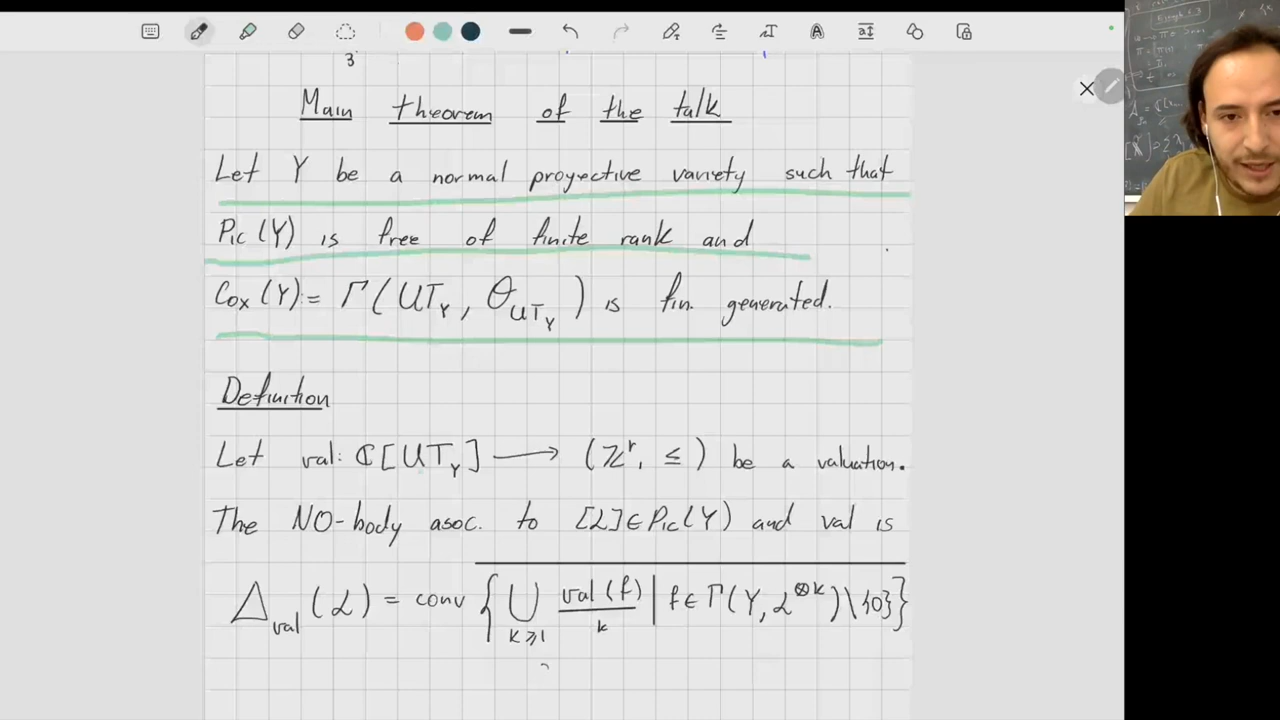 3
Main theorem of the talk
Let Y be a normal proyective variety such that
Pic(Y) is free of finite rank and
Cox(Y):= Γ(UT_Y, O_{UT_Y}) is fin. generated.
Definition
Let val: ℂ[UT_Y] ⟶ (ℤ^r, ≤) be a valuation.
The NO-body asoc. to [ℒ]∈Pic(Y) and val is
Δ_val(ℒ) = conv {⋃_{k≥1} val(f)/k | f∈Γ(Y, ℒ^{⊗k})\{0}}